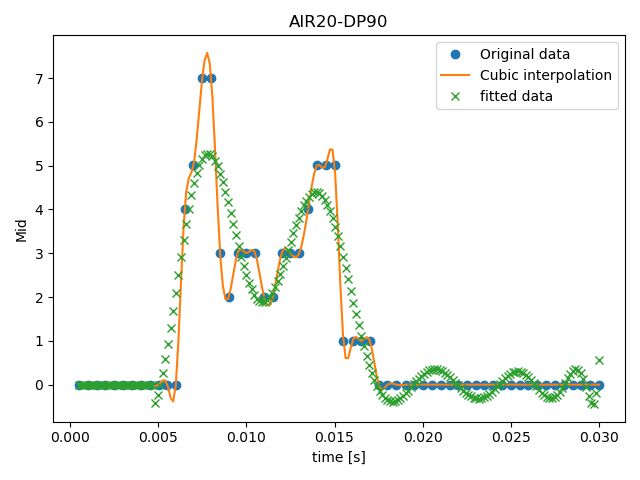 AIR20-DP90
Original data
Cubic interpolation
fitted data
7
6
5
4
3
2
1
0
Mid
0.000 0.005 0.010 0.015 0.020 0.025 0.030
time [s]